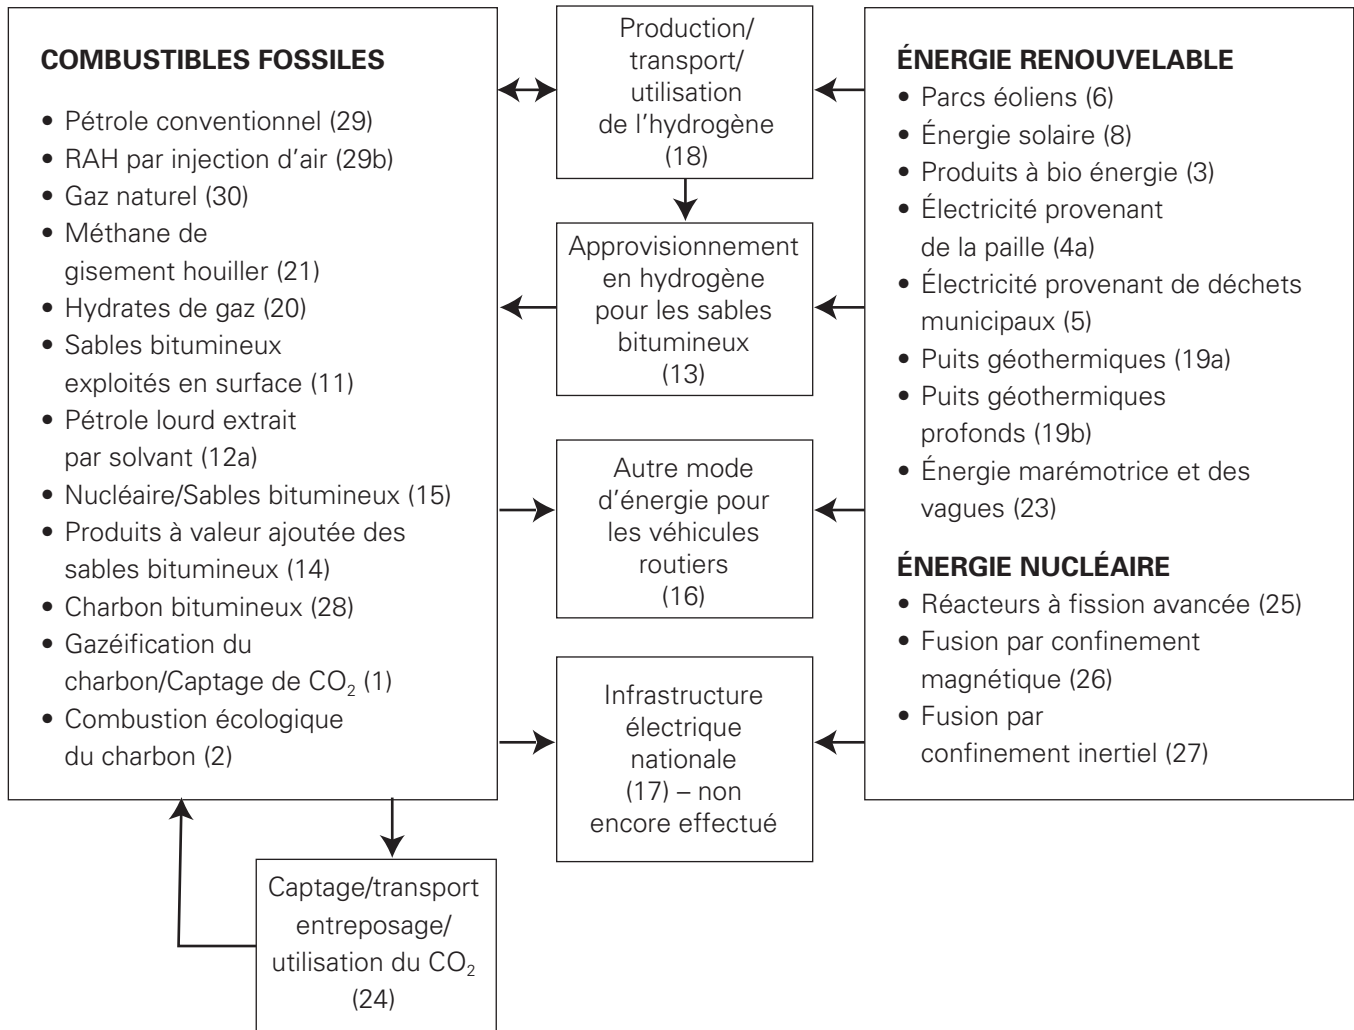 COMBUSTIBLES FOSSILES
• Pétrole conventionnel (29)
• RAH par injection d'air (29b)
• Gaz naturel (30)
• Méthane de
gisement houiller (21)
• Hydrates de gaz (20)
• Sables bitumineux
exploités en surface (11)
• Pétrole lourd extrait
par solvant (12a)
• Nucléaire/Sables bitumineux (15)
• Produits à valeur ajoutée des
sables bitumineux (14)
• Charbon bitumineux (28)
• Gazéification du
charbon/Captage de CO₂ (1)
• Combustion écologique
du charbon (2)
Production/
transport/
utilisation
de l'hydrogène
(18)
Approvisionnement
en hydrogène
pour les sables
bitumineux
(13)
Autre mode
d'énergie pour
les véhicules
routiers
(16)
Infrastructure
électrique
nationale
(17) – non
encore effectué
ÉNERGIE RENOUVELABLE
• Parcs éoliens (6)
• Énergie solaire (8)
• Produits à bio énergie (3)
• Électricité provenant
de la paille (4a)
• Électricité provenant de déchets
municipaux (5)
• Puits géothermiques (19a)
• Puits géothermiques
profonds (19b)
• Énergie marémotrice et des
vagues (23)
ÉNERGIE NUCLÉAIRE
• Réacteurs à fission avancée (25)
• Fusion par confinement
magnétique (26)
• Fusion par
confinement inertiel (27)
Captage/transport
entreposage/
utilisation du CO₂
(24)